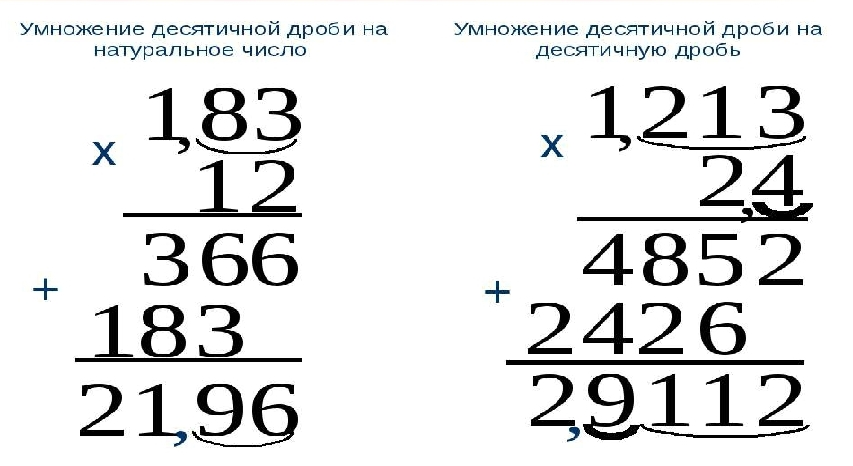 Умножение десятичной дроби на
натуральное число
1,83
x
12
366
+
183
21,96
Умножение десятичной дроби на
десятичную дробь
1,213
x
2,4
4852
+
2426
2,9112